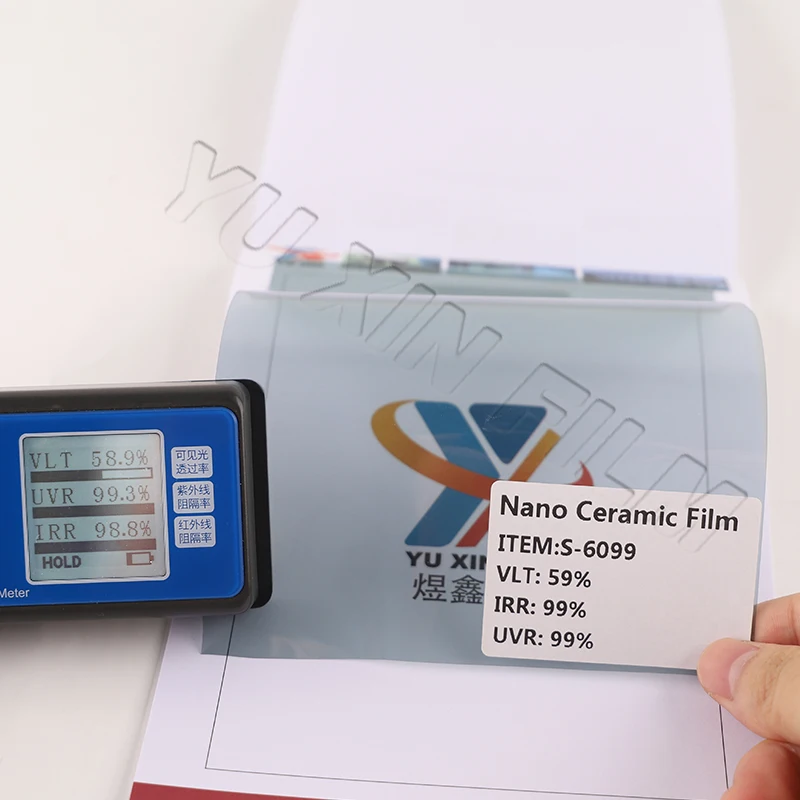 YU XIN FILM
VLT 58.9%
可见光
透过率
UVR 99.3%
紫外线
阻隔率
IRR 98.8%
红外线
阻隔率
HOLD
Meter
YU XIN
煜鑫
Nano Ceramic Film
ITEM:S-6099
VLT: 59%
IRR: 99%
UVR: 99%